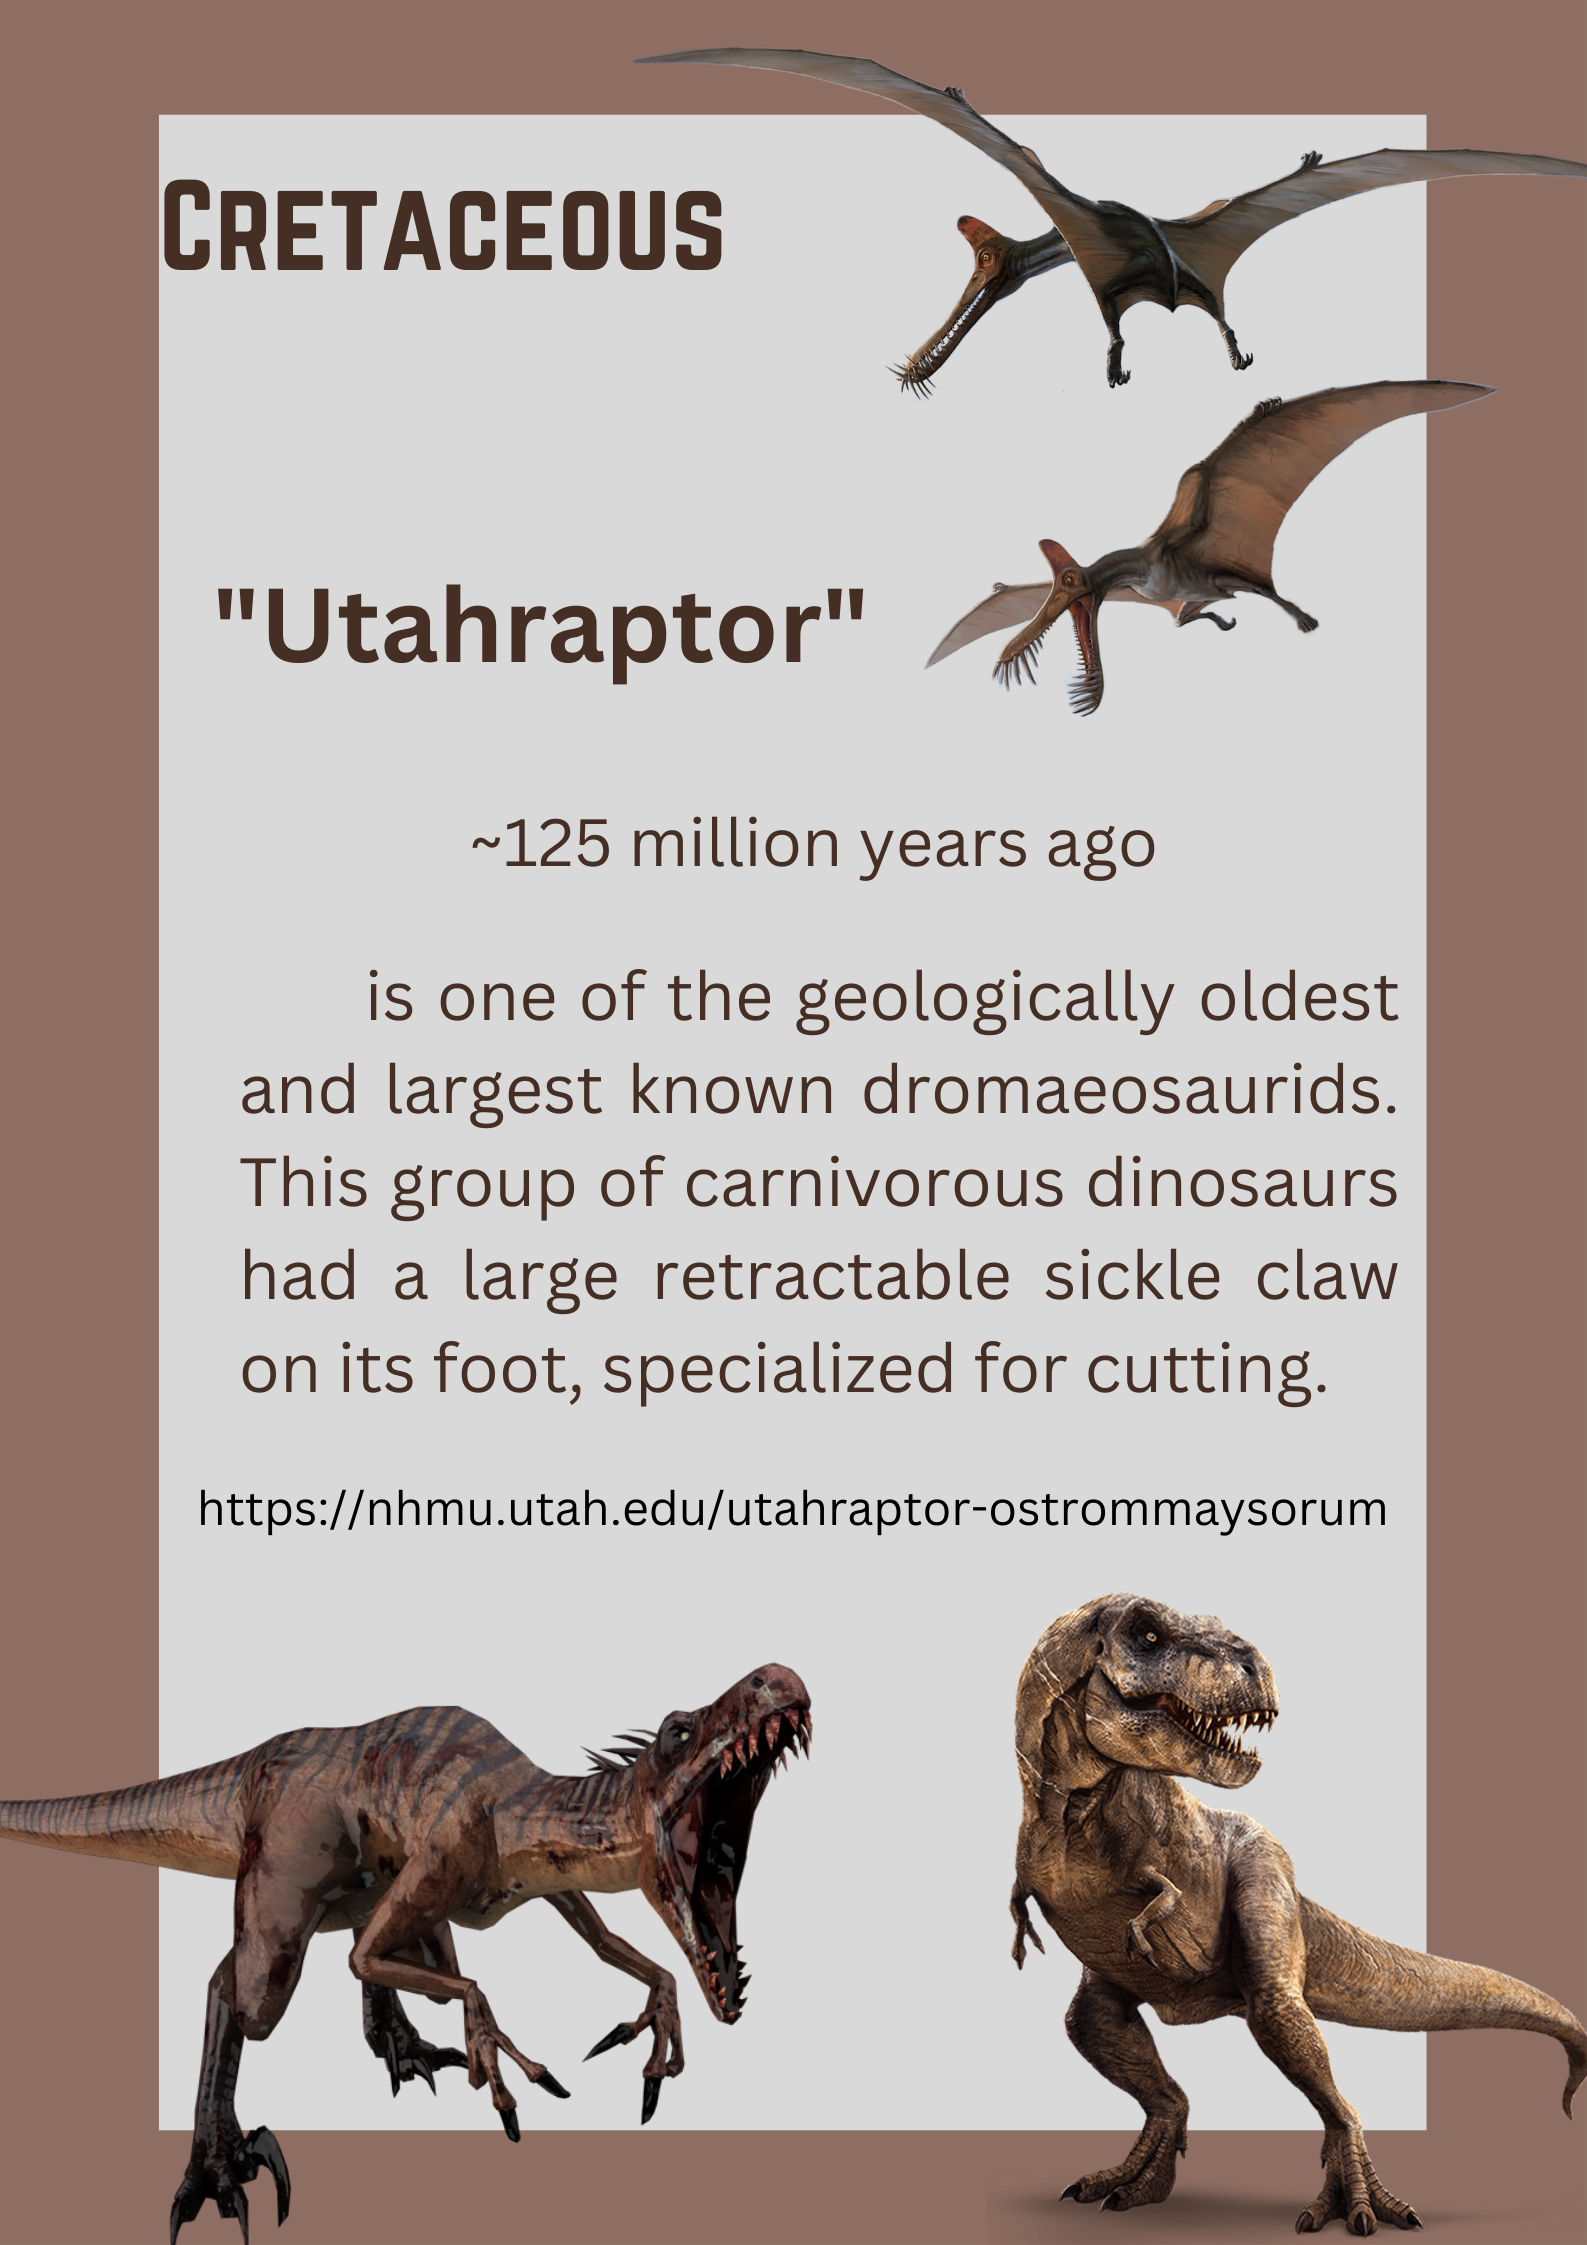 CRETACEOUS
"Utahraptor"
~125 million years ago
is one of the geologically oldest
and largest known dromaeosaurids.
This group of carnivorous dinosaurs
had a large retractable sickle claw
on its foot, specialized for cutting.
https://nhmu.utah.edu/utahraptor-ostrommaysorum